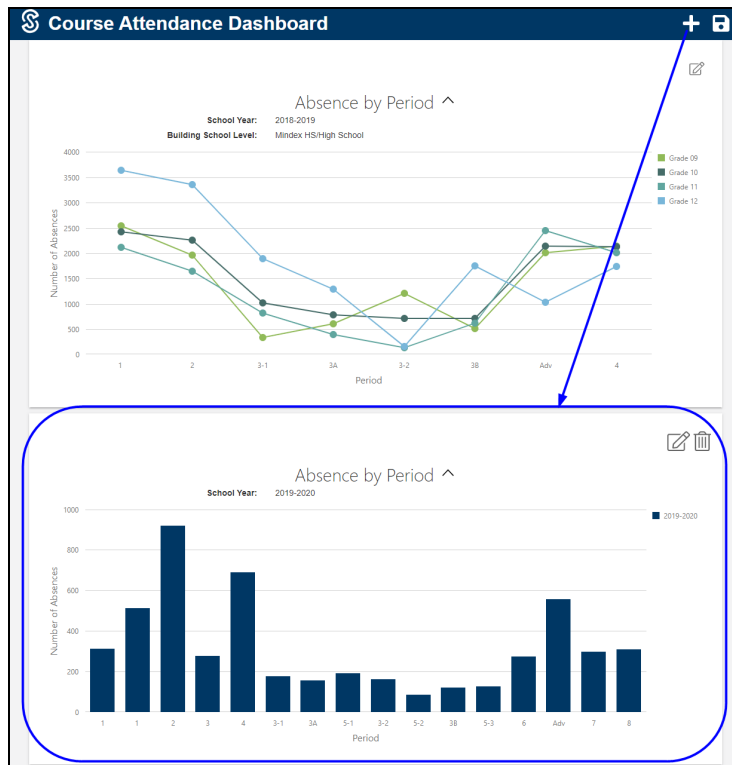 Course Attendance Dashboard
Absence by Period
School Year: 2018-2019
Building School Level: Mindex HS/High School
4000
3500
3000
2500
2000
1500
1000
500
0
Number of Absences
1 2 3-1 3A 3-2 3B Adv 4
Period
Grade 09
Grade 10
Grade 11
Grade 12
Absence by Period
School Year: 2019-2020
1000
800
600
400
200
0
Number of Absences
1 1 2 3 4 3-1 3A 5-1 3-2 5-2 3B 5-3 6 Adv 7 8
Period
2019-2020